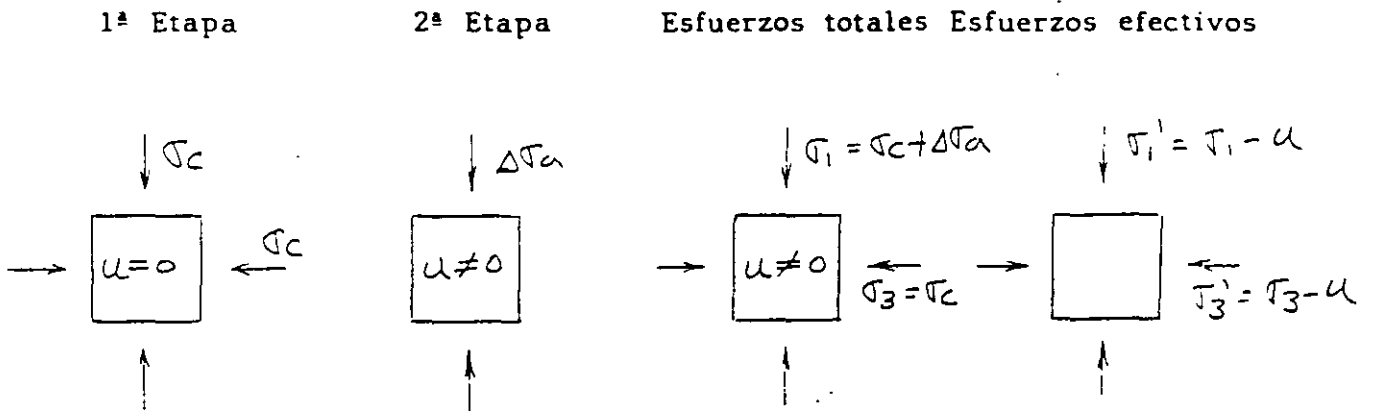 1ª Etapa 2ª Etapa Esfuerzos totales Esfuerzos efectivos
σc Δσa σ1 = σc+Δσa σ1' = σ1 - u
u=0 σc u≠0 u≠0 σ3 = σc σ3' = σ3-u